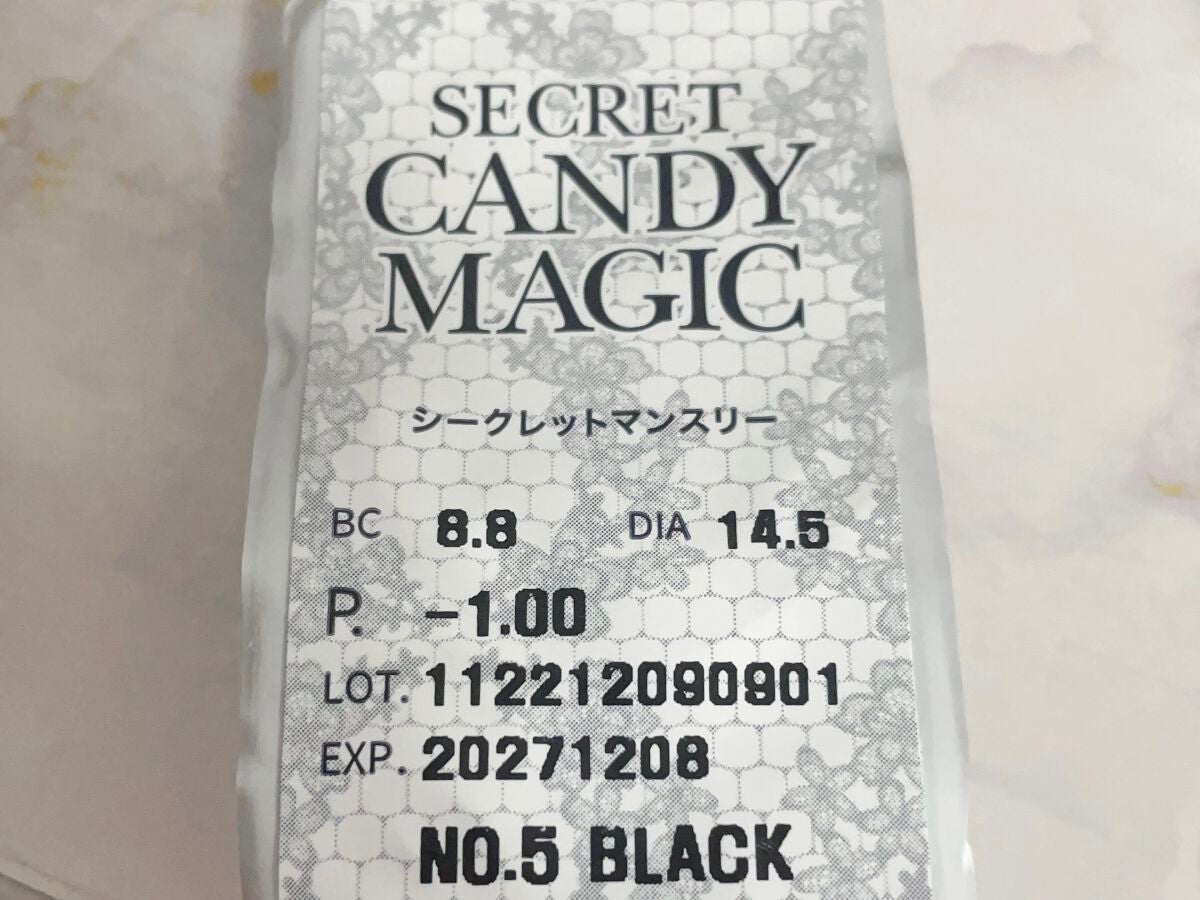 SECRET
CANDY
MAGIC
シークレットマンスリー
BC 8.8 DIA 14.5
P. -1.00
LOT. 112212090901
EXP. 20271208
NO.5 BLACK